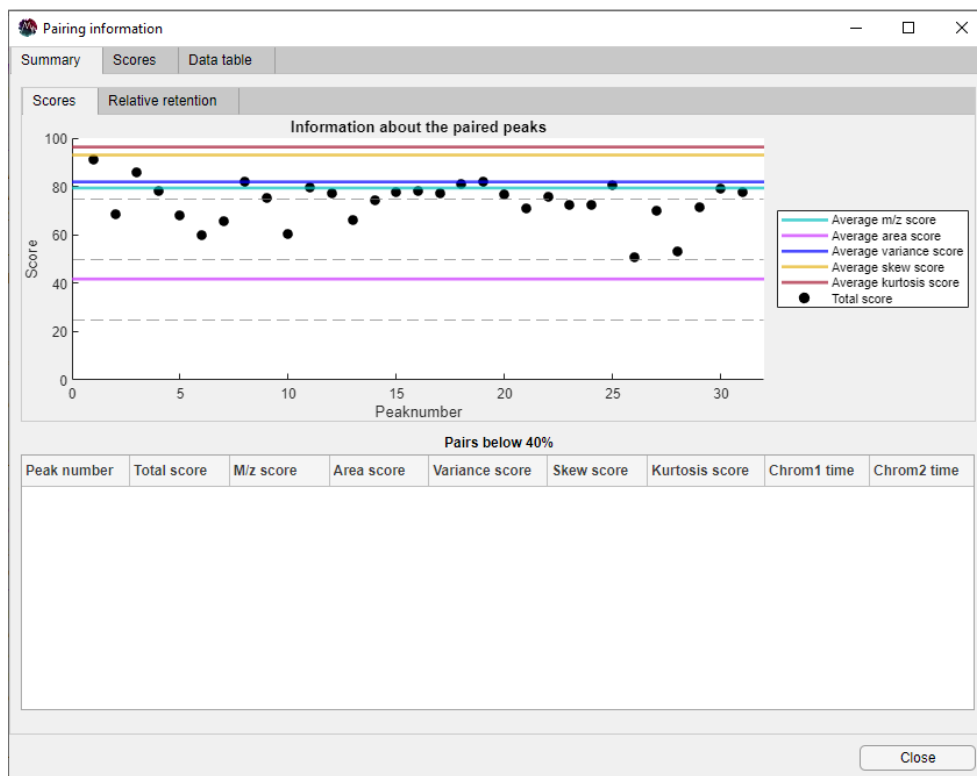 Pairing information
Summary Scores Data table
Scores Relative retention
Information about the paired peaks
100
80
60
40
20
0
Score
0 5 10 15 20 25 30
Peaknumber
Average m/z score
Average area score
Average variance score
Average skew score
Average kurtosis score
Total score
Pairs below 40%
Peak number Total score M/z score Area score Variance score Skew score Kurtosis score Chrom1 time Chrom2 time
Close